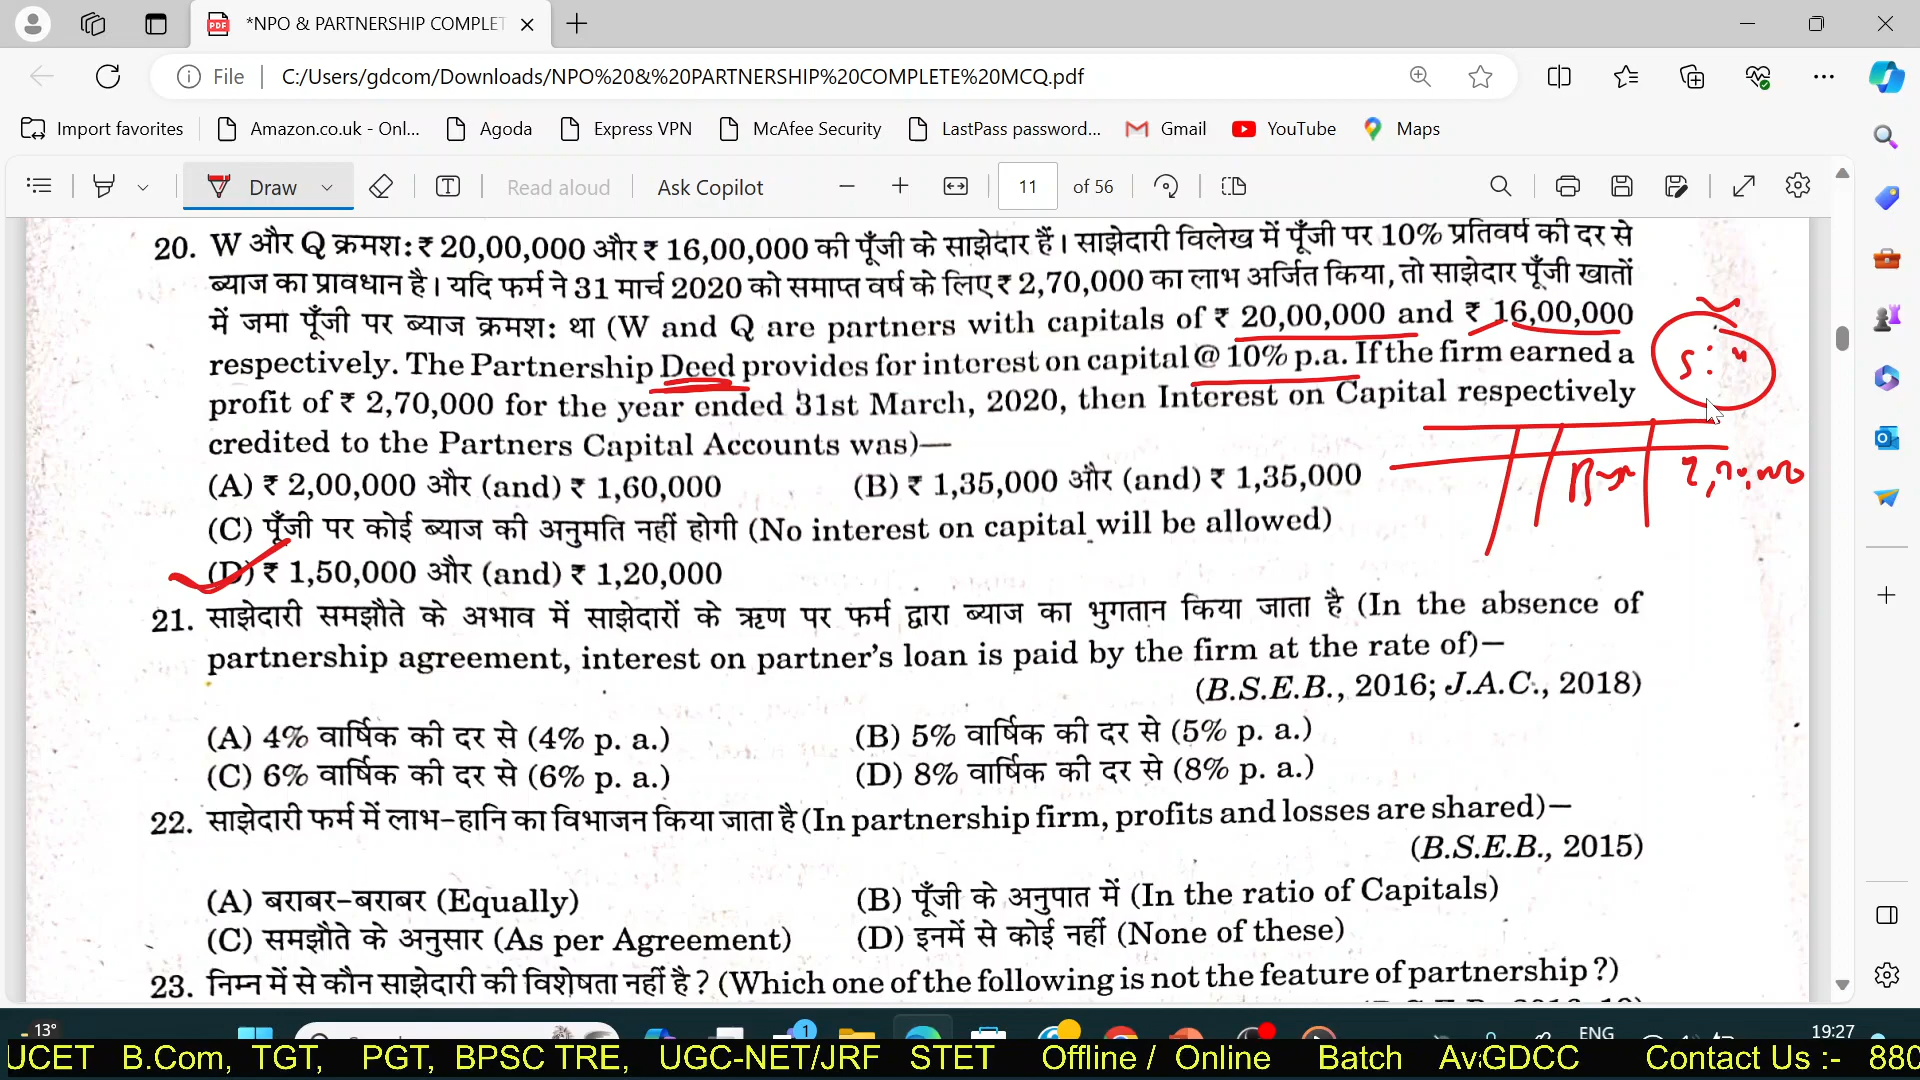 *NPO & PARTNERSHIP COMPLET
File C:/Users/gdcom/Downloads/NPO%20&%20PARTNERSHIP%20COMPLETE%20MCQ.pdf
Import favorites Amazon.co.uk - Onl... Agoda Express VPN McAfee Security LastPass password... Gmail YouTube Maps
Draw Read aloud Ask Copilot 11 of 56
20. W और Q क्रमश: ₹ 20,00,000 और ₹ 16,00,000 की पूँजी के साझेदार हैं। साझेदारी विलेख में पूँजी पर 10% प्रतिवर्ष की दर से
ब्याज का प्रावधान है। यदि फर्म ने 31 मार्च 2020 को समाप्त वर्ष के लिए ₹ 2,70,000 का लाभ अर्जित किया, तो साझेदार पूँजी खातों
में जमा पूँजी पर ब्याज क्रमश: था (W and Q are partners with capitals of ₹ 20,00,000 and ₹ 16,00,000
respectively. The Partnership Deed provides for interest on capital @ 10% p.a. If the firm earned a
profit of ₹ 2,70,000 for the year ended 31st March, 2020, then Interest on Capital respectively
credited to the Partners Capital Accounts was)—
(A) ₹ 2,00,000 और (and) ₹ 1,60,000 (B) ₹ 1,35,000 और (and) ₹ 1,35,000
(C) पूँजी पर कोई ब्याज की अनुमति नहीं होगी (No interest on capital will be allowed)
(D) ₹ 1,50,000 और (and) ₹ 1,20,000
21. साझेदारी समझौते के अभाव में साझेदारों के ऋण पर फर्म द्वारा ब्याज का भुगतान किया जाता है (In the absence of
partnership agreement, interest on partner's loan is paid by the firm at the rate of)—
(B.S.E.B., 2016; J.A.C., 2018)
(A) 4% वार्षिक की दर से (4% p. a.) (B) 5% वार्षिक की दर से (5% p. a.)
(C) 6% वार्षिक की दर से (6% p. a.) (D) 8% वार्षिक की दर से (8% p. a.)
22. साझेदारी फर्म में लाभ-हानि का विभाजन किया जाता है (In partnership firm, profits and losses are shared)—
(B.S.E.B., 2015)
(A) बराबर-बराबर (Equally) (B) पूँजी के अनुपात में (In the ratio of Capitals)
(C) समझौते के अनुसार (As per Agreement) (D) इनमें से कोई नहीं (None of these)
23. निम्न में से कौन साझेदारी की विशेषता नहीं है ? (Which one of the following is not the feature of partnership ?)
13° 1 ENG 19:27
UCET B.Com, TGT, PGT, BPSC TRE, UGC-NET/JRF STET Offline / Online Batch Av GDCC Contact Us :- 880